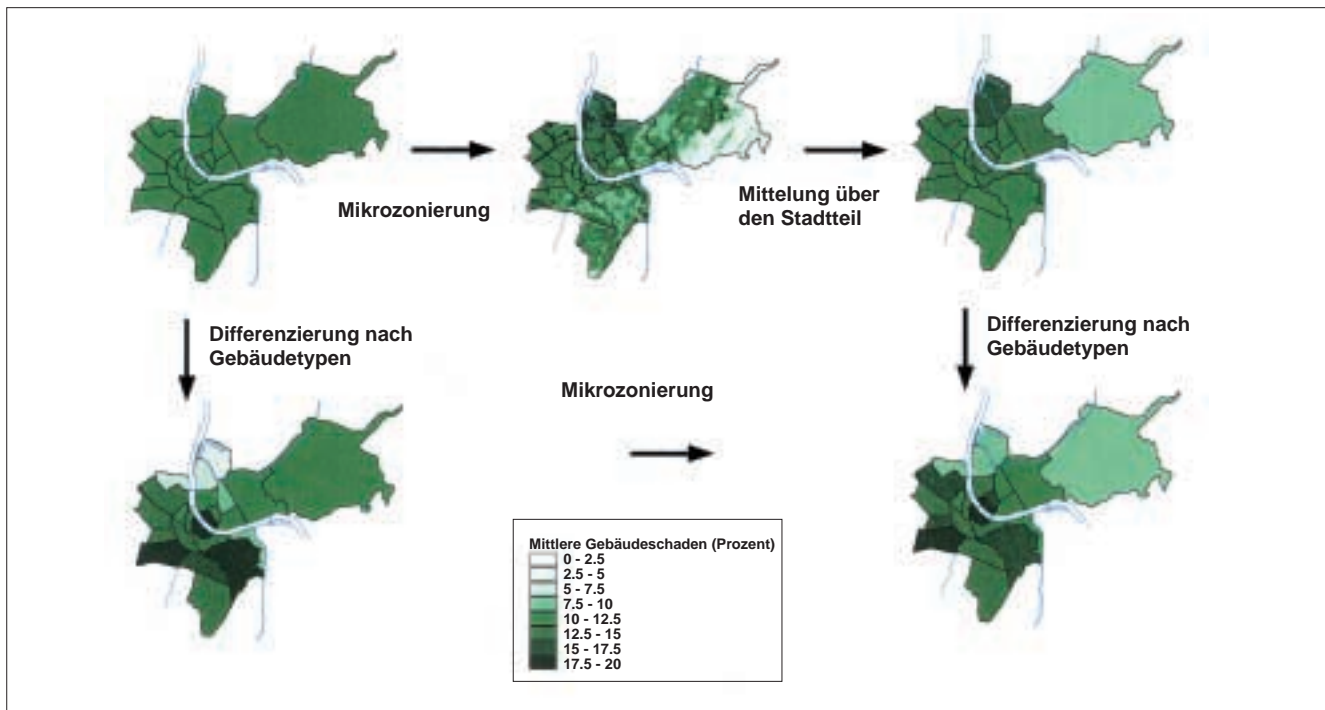 Mikrozonierung
Mittelung über
den Stadtteil
Differenzierung nach
Gebäudetypen
Differenzierung nach
Gebäudetypen
Mikrozonierung
Mittlere Gebäudeschaden (Prozent)
0 - 2.5
2.5 - 5
5 - 7.5
7.5 - 10
10 - 12.5
12.5 - 15
15 - 17.5
17.5 - 20